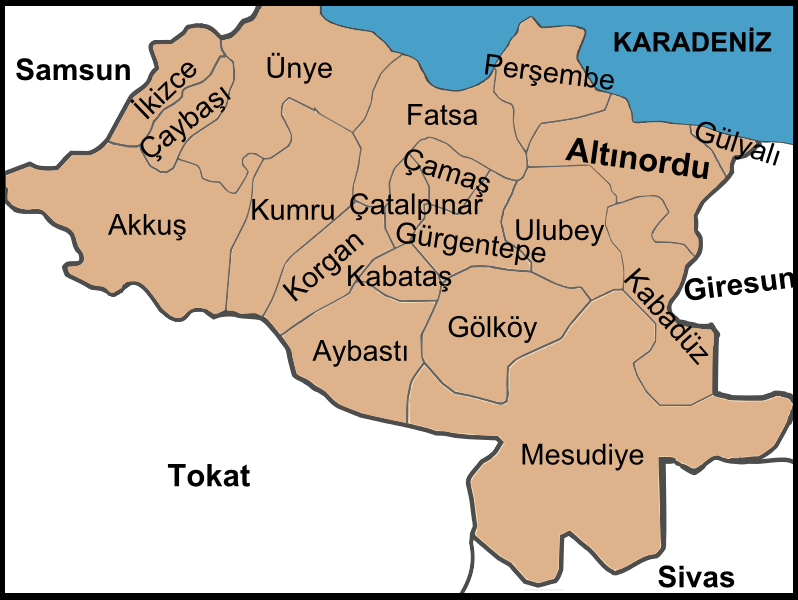 KARADENİZ
Samsun
Ünye
İkizce
Perşembe
Çaybaşı
Fatsa
Gülyalı
Altınordu
Çamaş
Akkuş
Kumru
Çatalpınar
Ulubey
Gürgentepe
Korgan
Kabataş
Giresun
Kabadüz
Gölköy
Aybastı
Mesudiye
Tokat
Sivas